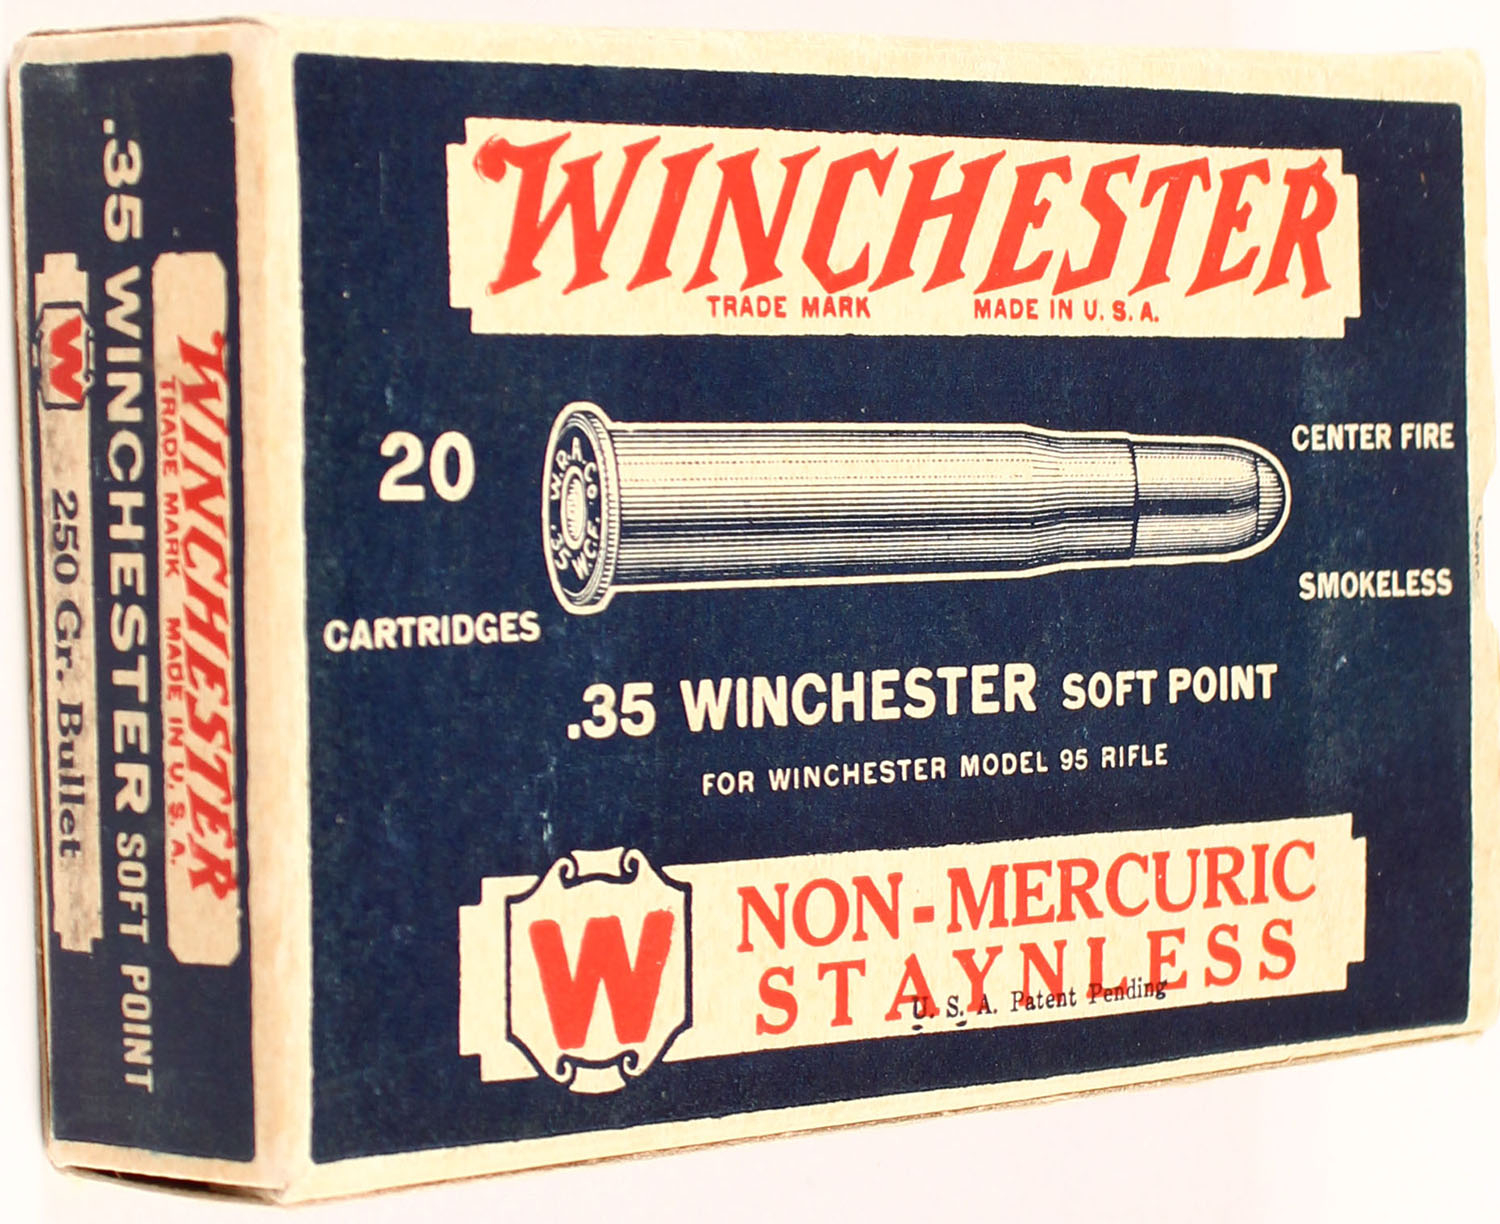 WINCHESTER
TRADE MARK MADE IN U.S.A.
20
CARTRIDGES
W.R.A.Co.
.35 W.C.F.
CENTER FIRE
SMOKELESS
.35 WINCHESTER SOFT POINT
FOR WINCHESTER MODEL 95 RIFLE
W
NON-MERCURIC
STAYNLESS
U. S. A. Patent Pending
WINCHESTER
TRADE MARK MADE IN U.S.A.
.35 WINCHESTER SOFT POINT
W
250 Gr. Bullet